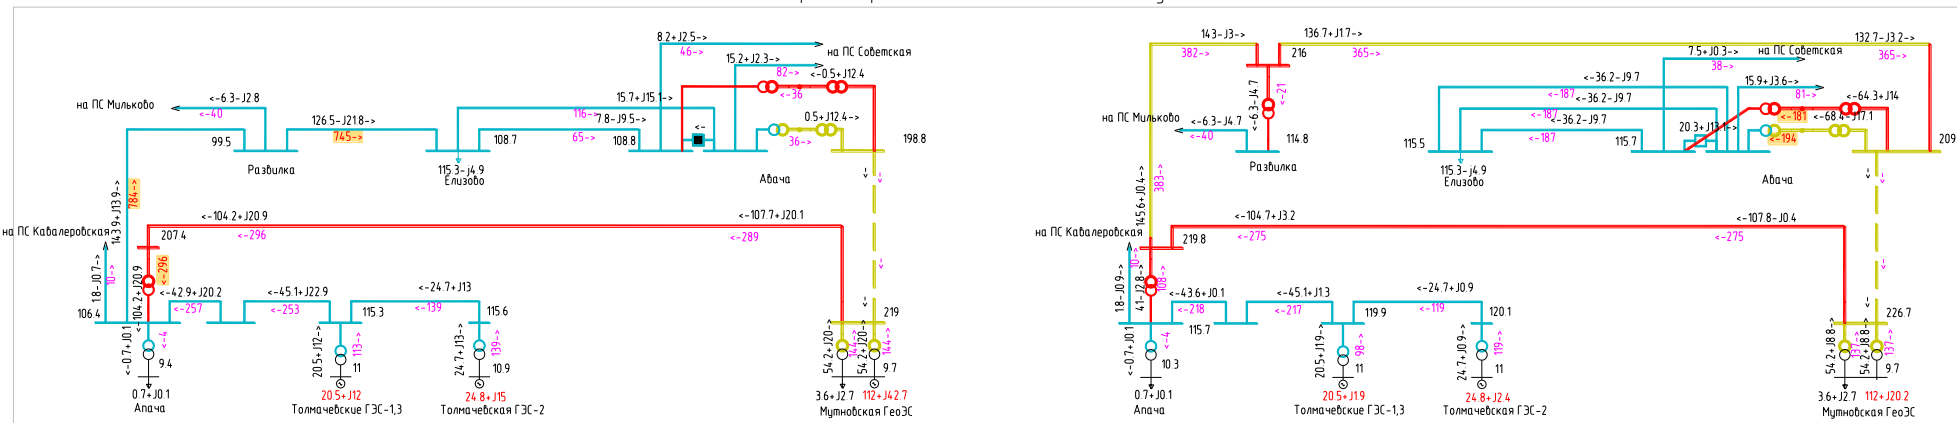 8.2+J2.5->
46->
на ПС Советская
15.2+J2.3->
82->
<-0.5+J12.4
<-36
на ПС Мильково
<-6.3-J2.8
<-40
15.7+J15.1->
116->
7.8-J9.5->
65->
126.5-J21.8->
745->
0.5+J12.4->
36->
99.5
108.7
108.8
198.8
Развилка
115.3-j4.9
Елизово
Авача
784->
143.9+J13.9->
<-104.2+J20.9
<-296
<-107.7+J20.1
<-289
на ПС Кавалеровская
207.4
<-296
<-104.2+J20.9
1.8-J0.7->
10->
<-42.9+J20.2
<-257
<-45.1+J22.9
<-253
<-24.7+J13
<-139
106.4
115.3
115.6
219
<-0.7+J0.1
<-4
9.4
20.5+J12->
113->
11
24.7+J13->
139->
10.9
54.2+J20->
144->
54.2+J20->
144->
9.7
0.7+J0.1
Апача
20.5+J12
Толмачевские ГЭС-1,3
24.8+J15
Толмачевская ГЭС-2
3.6+J2.7
112+J42.7
Мутновская ГеоЭС
143-J3->
382->
136.7+J1.7->
365->
132.7-J3.2->
365->
216
7.5+J0.3->
38->
на ПС Советская
<-6.3-J4.7
<-21
<-36.2-J9.7
<-187
<-36.2-J9.7
<-187
<-36.2-J9.7
<-187
15.9+J3.6->
81->
<-64.3+J14
<-181
<-68.4-J17.1
<-194
на ПС Мильково
<-6.3-J4.7
<-40
114.8
Развилка
115.5
115.7
209
115.3-j4.9
Елизово
Авача
145.6+J0.4->
383->
<-104.7+J3.2
<-275
<-107.8-J0.4
<-275
на ПС Кавалеровская
219.8
1.8-J0.9->
10->
4.1-J2.8->
108->
<-43.6+J0.1
<-218
<-45.1+J1.3
<-217
<-24.7+J0.9
<-119
115.7
119.9
120.1
226.7
<-0.7+J0.1
<-4
10.3
20.5+J1.9->
98->
11
24.7+J0.9->
119->
11
54.2+J8.8->
137->
54.2+J8.8->
137->
9.7
0.7+J0.1
Апача
20.5+J1.9
Толмачевские ГЭС-1,3
24.8+J2.4
Толмачевская ГЭС-2
3.6+J2.7
112+J20.2
Мутновская ГеоЭС